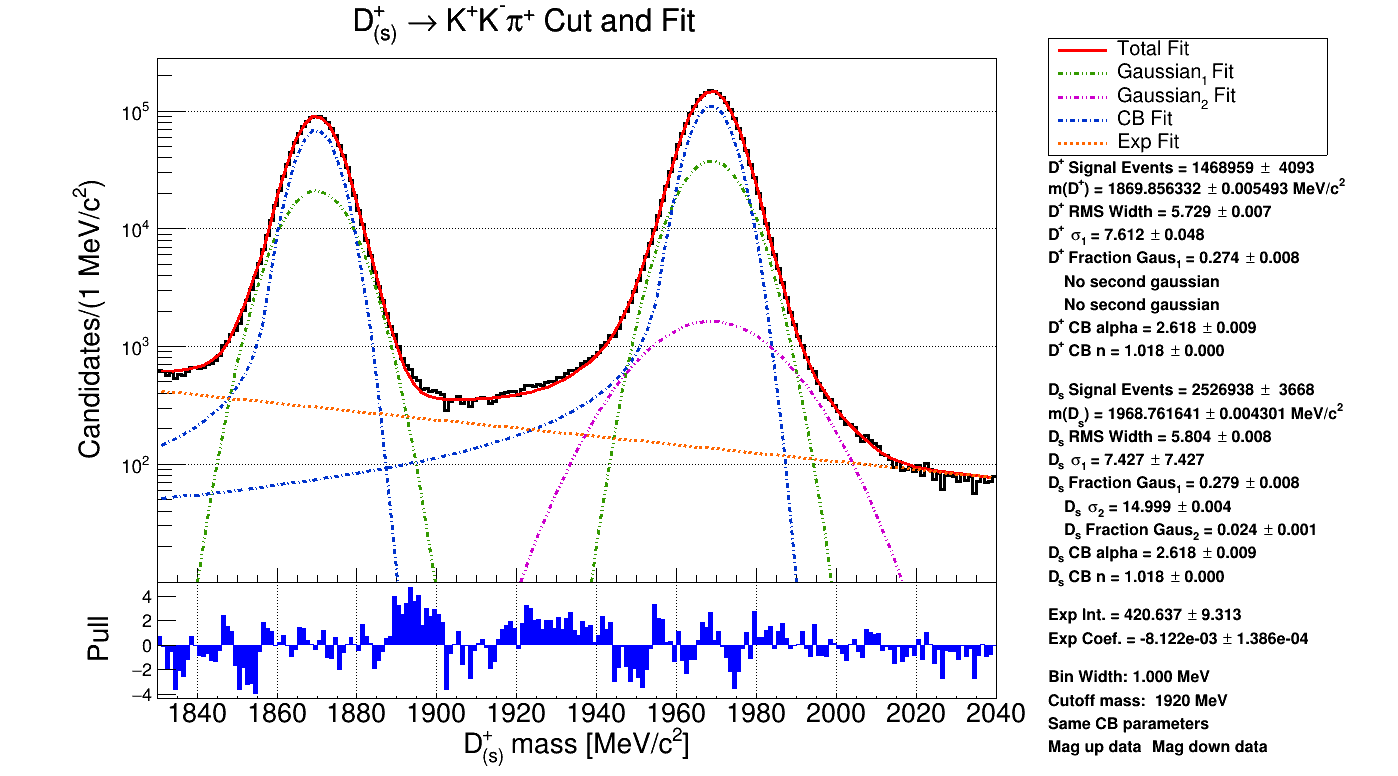 D⁺₍ₛ₎ → K⁺K⁻π⁺ Cut and Fit
Candidates/(1 MeV/c²)
10⁵
10⁴
10³
10²
Total Fit
Gaussian₁ Fit
Gaussian₂ Fit
CB Fit
Exp Fit
D⁺ Signal Events = 1468959 ± 4093
m(D⁺) = 1869.856332 ± 0.005493 MeV/c²
D⁺ RMS Width = 5.729 ± 0.007
D⁺ σ₁ = 7.612 ± 0.048
D⁺ Fraction Gaus₁ = 0.274 ± 0.008
No second gaussian
No second gaussian
D⁺ CB alpha = 2.618 ± 0.009
D⁺ CB n = 1.018 ± 0.000
Dₛ Signal Events = 2526938 ± 3668
m(Dₛ) = 1968.761641 ± 0.004301 MeV/c²
Dₛ RMS Width = 5.804 ± 0.008
Dₛ σ₁ = 7.427 ± 7.427
Dₛ Fraction Gaus₁ = 0.279 ± 0.008
Dₛ σ₂ = 14.999 ± 0.004
Dₛ Fraction Gaus₂ = 0.024 ± 0.001
Dₛ CB alpha = 2.618 ± 0.009
Dₛ CB n = 1.018 ± 0.000
Exp Int. = 420.637 ± 9.313
Exp Coef. = -8.122e-03 ± 1.386e-04
Bin Width: 1.000 MeV
Cutoff mass: 1920 MeV
Same CB parameters
Mag up data Mag down data
Pull
4
2
0
−2
−4
1840 1860 1880 1900 1920 1940 1960 1980 2000 2020 2040
D⁺₍ₛ₎ mass [MeV/c²]